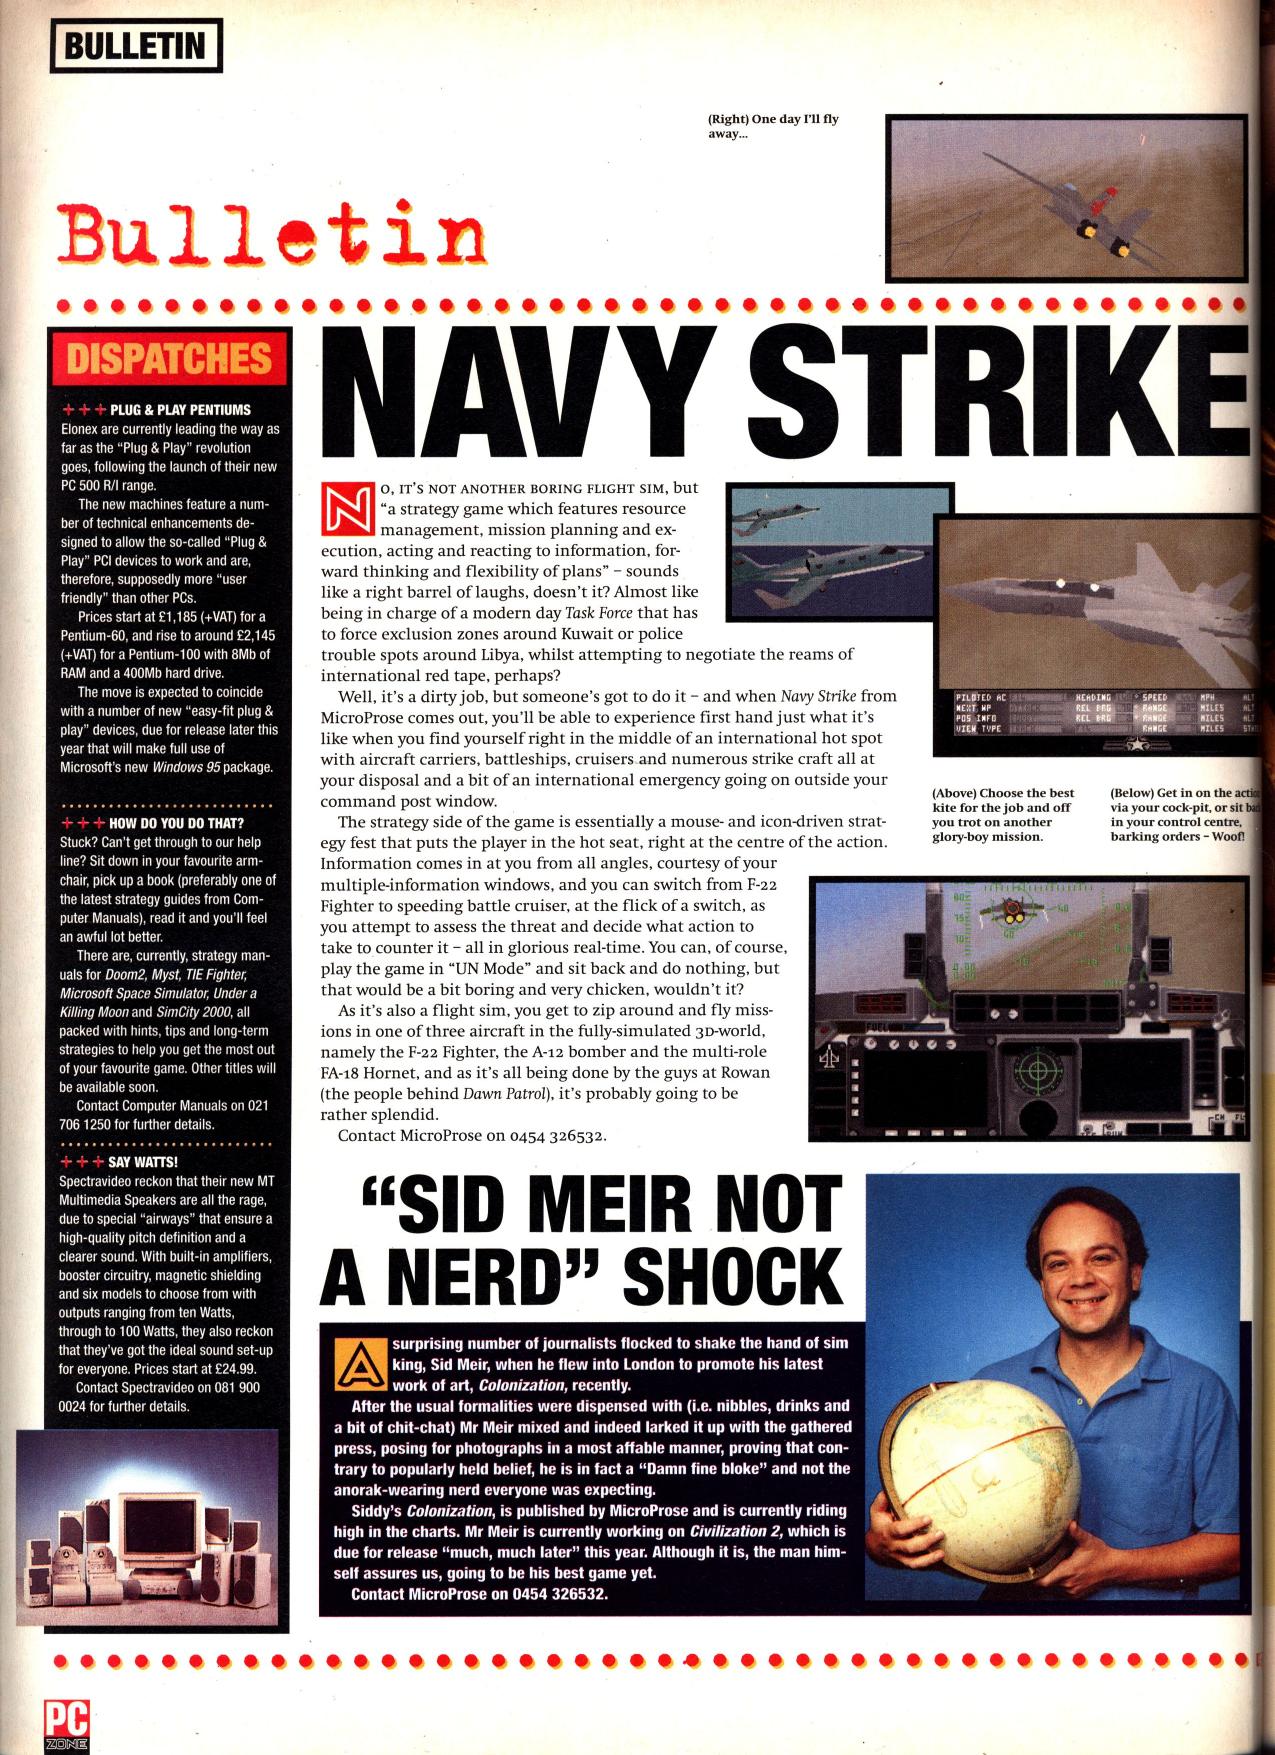 BULLETIN
(Right) One day I'll fly
away...
Bulletin
DISPATCHES
+++ PLUG & PLAY PENTIUMS
Elonex are currently leading the way as
far as the “Plug & Play” revolution
goes, following the launch of their new
PC 500 R/I range.
The new machines feature a num-
ber of technical enhancements de-
signed to allow the so-called “Plug &
Play” PCI devices to work and are,
therefore, supposedly more “user
friendly” than other PCs.
Prices start at £1,185 (+VAT) for a
Pentium-60, and rise to around £2,145
(+VAT) for a Pentium-100 with 8Mb of
RAM and a 400Mb hard drive.
The move is expected to coincide
with a number of new “easy-fit plug &
play” devices, due for release later this
year that will make full use of
Microsoft's new Windows 95 package.
+++ HOW DO YOU DO THAT?
Stuck? Can't get through to our help
line? Sit down in your favourite arm-
chair, pick up a book (preferably one of
the latest strategy guides from Com-
puter Manuals), read it and you'll feel
an awful lot better.
There are, currently, strategy man-
uals for Doom2, Myst, TIE Fighter,
Microsoft Space Simulator, Under a
Killing Moon and SimCity 2000, all
packed with hints, tips and long-term
strategies to help you get the most out
of your favourite game. Other titles will
be available soon.
Contact Computer Manuals on 021
706 1250 for further details.
+++ SAY WATTS!
Spectravideo reckon that their new MT
Multimedia Speakers are all the rage,
due to special “airways” that ensure a
high-quality pitch definition and a
clearer sound. With built-in amplifiers,
booster circuitry, magnetic shielding
and six models to choose from with
outputs ranging from ten Watts,
through to 100 Watts, they also reckon
that they've got the ideal sound set-up
for everyone. Prices start at £24.99.
Contact Spectravideo on 081 900
0024 for further details.
NAVY STRIKE
NO, IT'S NOT ANOTHER BORING FLIGHT SIM, but
“a strategy game which features resource
management, mission planning and ex-
ecution, acting and reacting to information, for-
ward thinking and flexibility of plans” – sounds
like a right barrel of laughs, doesn't it? Almost like
being in charge of a modern day Task Force that has
to force exclusion zones around Kuwait or police
trouble spots around Libya, whilst attempting to negotiate the reams of
international red tape, perhaps?
Well, it's a dirty job, but someone's got to do it – and when Navy Strike from
MicroProse comes out, you'll be able to experience first hand just what it's
like when you find yourself right in the middle of an international hot spot
with aircraft carriers, battleships, cruisers and numerous strike craft all at
your disposal and a bit of an international emergency going on outside your
command post window.
The strategy side of the game is essentially a mouse- and icon-driven strat-
egy fest that puts the player in the hot seat, right at the centre of the action.
Information comes in at you from all angles, courtesy of your
multiple-information windows, and you can switch from F-22
Fighter to speeding battle cruiser, at the flick of a switch, as
you attempt to assess the threat and decide what action to
take to counter it – all in glorious real-time. You can, of course,
play the game in “UN Mode” and sit back and do nothing, but
that would be a bit boring and very chicken, wouldn't it?
As it's also a flight sim, you get to zip around and fly miss-
ions in one of three aircraft in the fully-simulated 3D-world,
namely the F-22 Fighter, the A-12 bomber and the multi-role
FA-18 Hornet, and as it's all being done by the guys at Rowan
(the people behind Dawn Patrol), it's probably going to be
rather splendid.
Contact MicroProse on 0454 326532.
PILOTED AC HEADING SPEED MPH ALT
NEXT WP REL BRG RANGE MILES ALT
POS INFO REL BRG RANGE MILES ALT
VIEW TYPE RANGE MILES
(Above) Choose the best
kite for the job and off
you trot on another
glory-boy mission.
(Below) Get in on the action
via your cock-pit, or sit
in your control centre,
barking orders – Woof!
FUEL
“SID MEIR NOT
A NERD” SHOCK
A surprising number of journalists flocked to shake the hand of sim
king, Sid Meir, when he flew into London to promote his latest
work of art, Colonization, recently.
After the usual formalities were dispensed with (i.e. nibbles, drinks and
a bit of chit-chat) Mr Meir mixed and indeed larked it up with the gathered
press, posing for photographs in a most affable manner, proving that con-
trary to popularly held belief, he is in fact a “Damn fine bloke” and not the
anorak-wearing nerd everyone was expecting.
Siddy's Colonization, is published by MicroProse and is currently riding
high in the charts. Mr Meir is currently working on Civilization 2, which is
due for release “much, much later” this year. Although it is, the man him-
self assures us, going to be his best game yet.
Contact MicroProse on 0454 326532.
PC
ZONE